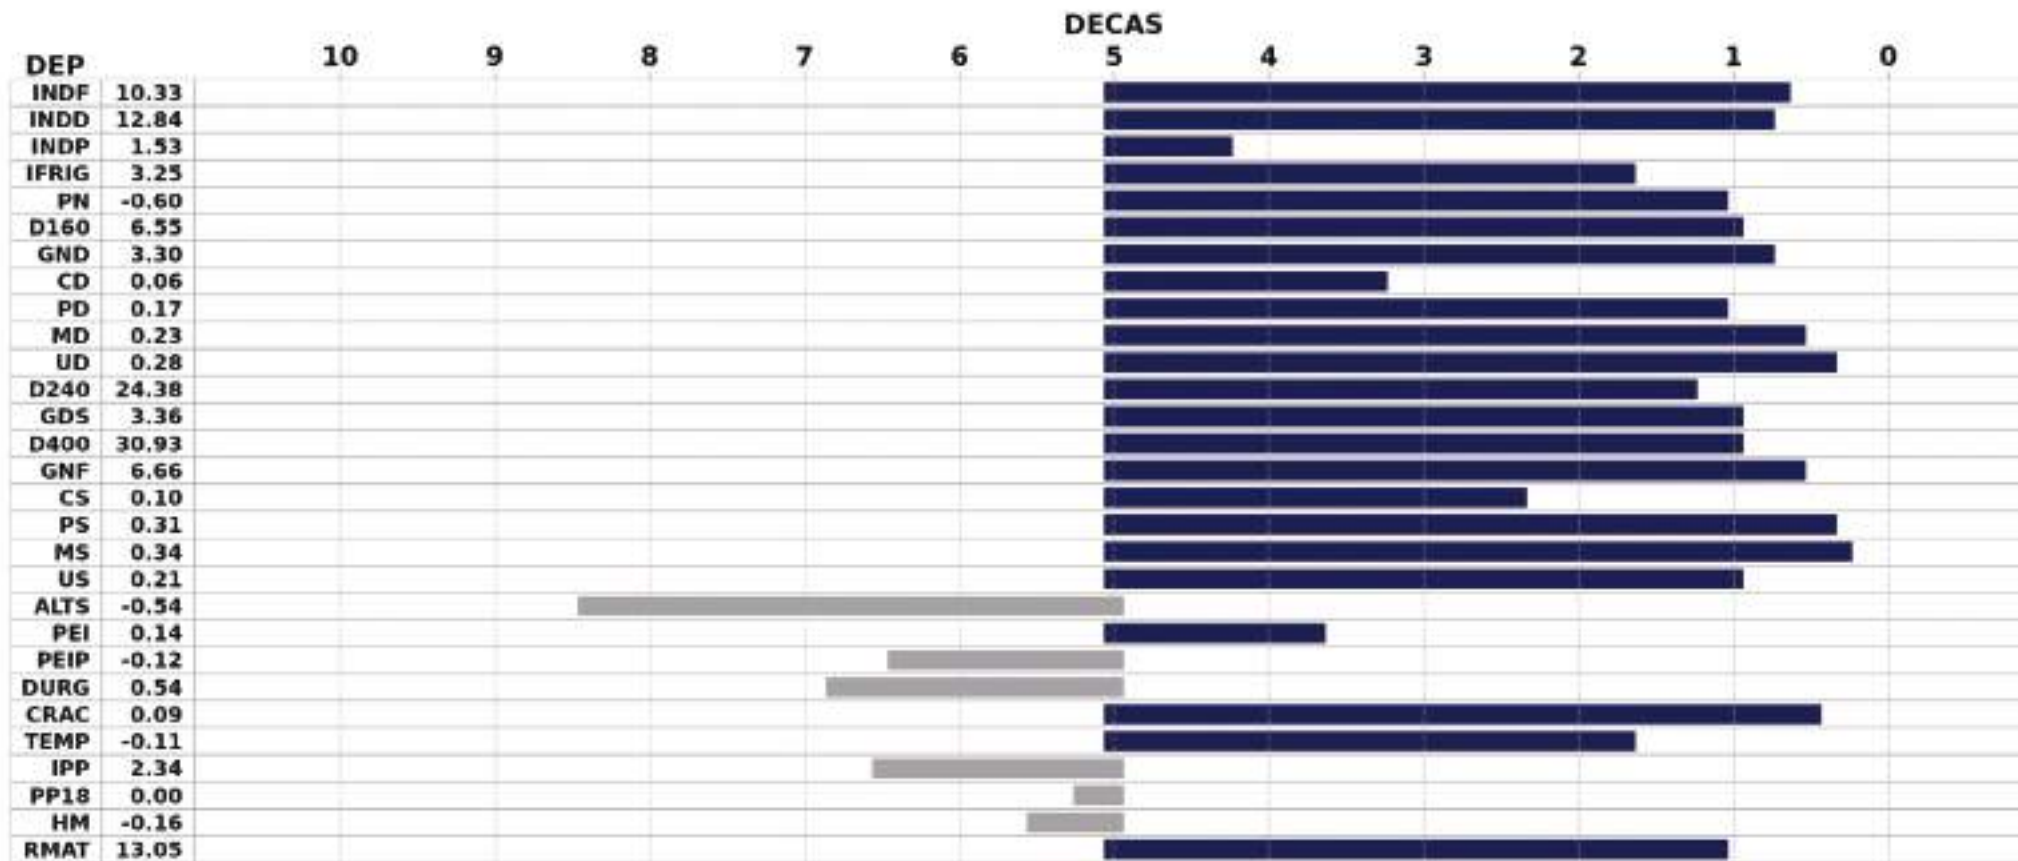 DECAS
DEP 10 9 8 7 6 5 4 3 2 1 0
INDF 10.33
INDD 12.84
INDP 1.53
IFRIG 3.25
PN -0.60
D160 6.55
GND 3.30
CD 0.06
PD 0.17
MD 0.23
UD 0.28
D240 24.38
GDS 3.36
D400 30.93
GNF 6.66
CS 0.10
PS 0.31
MS 0.34
US 0.21
ALTS -0.54
PEI 0.14
PEIP -0.12
DURG 0.54
CRAC 0.09
TEMP -0.11
IPP 2.34
PP18 0.00
HM -0.16
RMAT 13.05